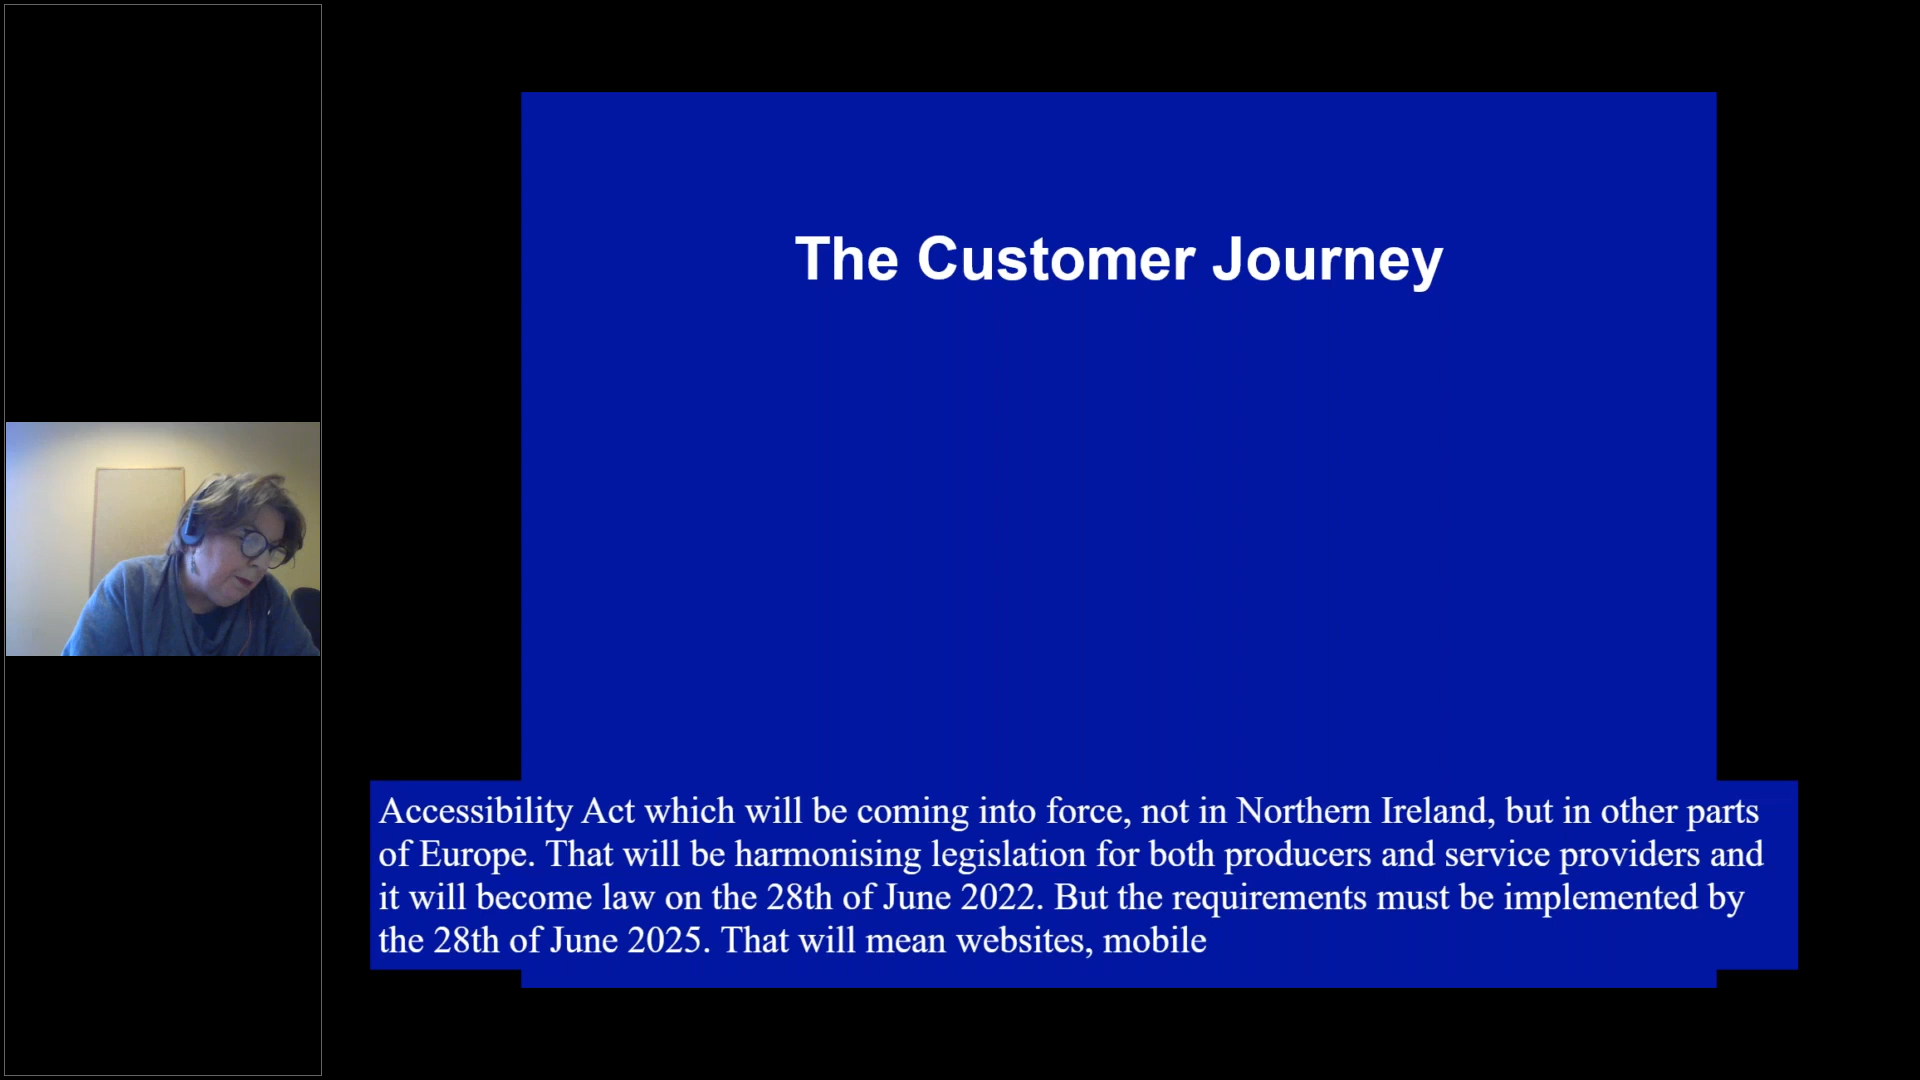 The Customer Journey
Accessibility Act which will be coming into force, not in Northern Ireland, but in other parts
of Europe. That will be harmonising legislation for both producers and service providers and
it will become law on the 28th of June 2022. But the requirements must be implemented by
the 28th of June 2025. That will mean websites, mobile